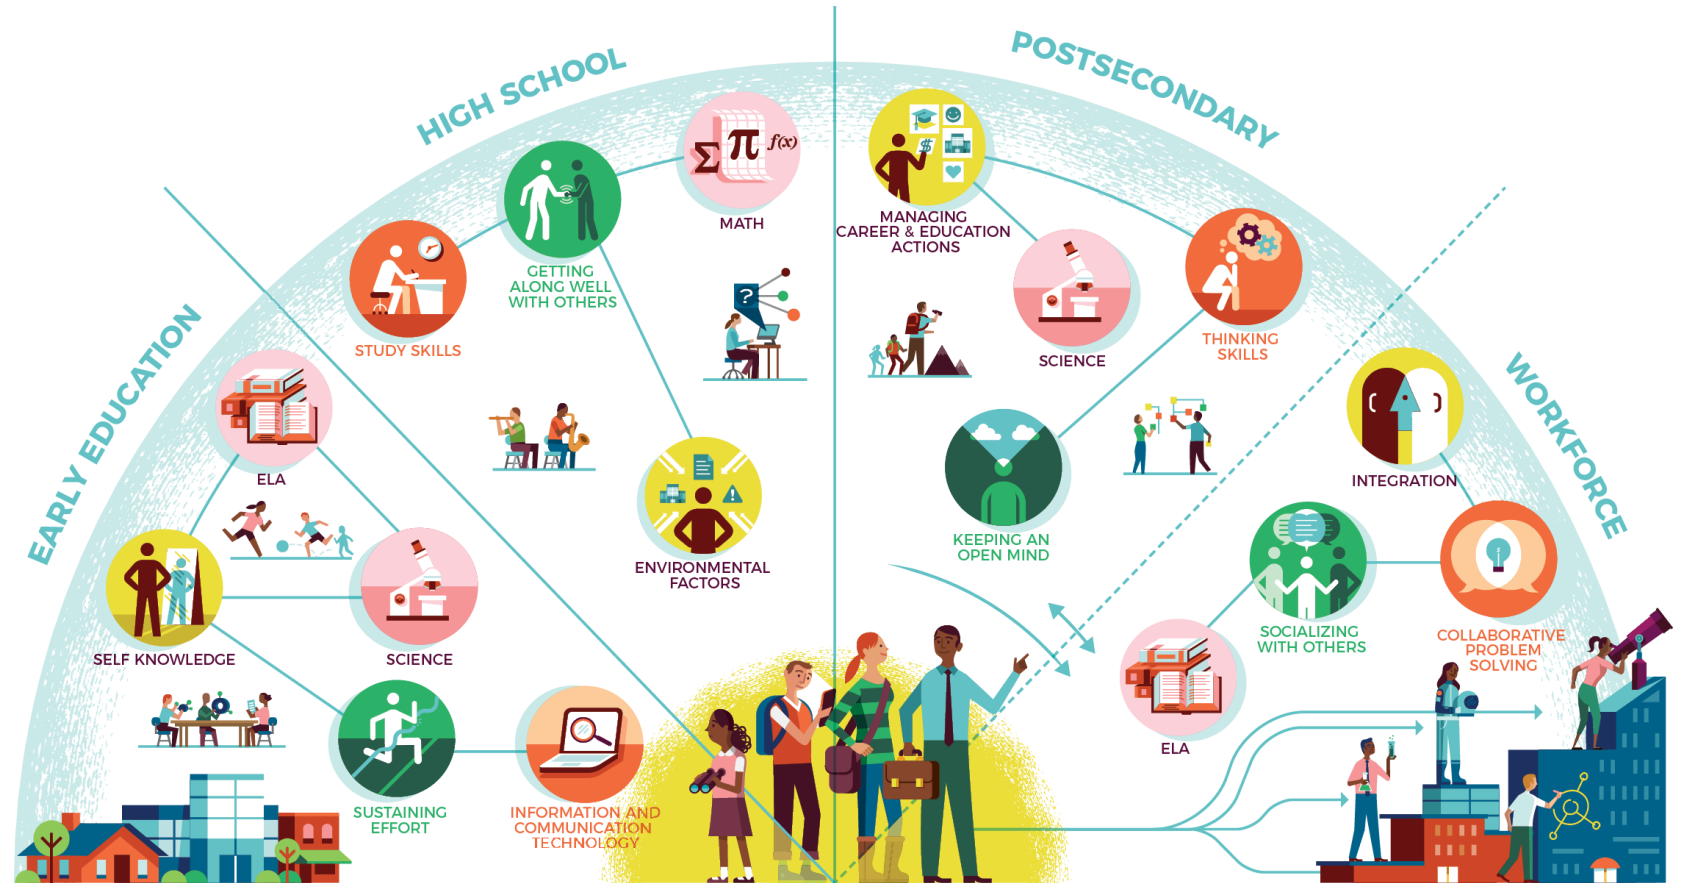 EARLY EDUCATION
HIGH SCHOOL
POSTSECONDARY
WORKFORCE
ELA
SELF KNOWLEDGE
SCIENCE
SUSTAINING
EFFORT
INFORMATION AND
COMMUNICATION
TECHNOLOGY
STUDY SKILLS
GETTING
ALONG WELL
WITH OTHERS
Σ π f(x)
MATH
?
ENVIRONMENTAL
FACTORS
$
MANAGING
CAREER & EDUCATION
ACTIONS
SCIENCE
THINKING
SKILLS
KEEPING AN
OPEN MIND
INTEGRATION
SOCIALIZING
WITH OTHERS
COLLABORATIVE
PROBLEM
SOLVING
ELA